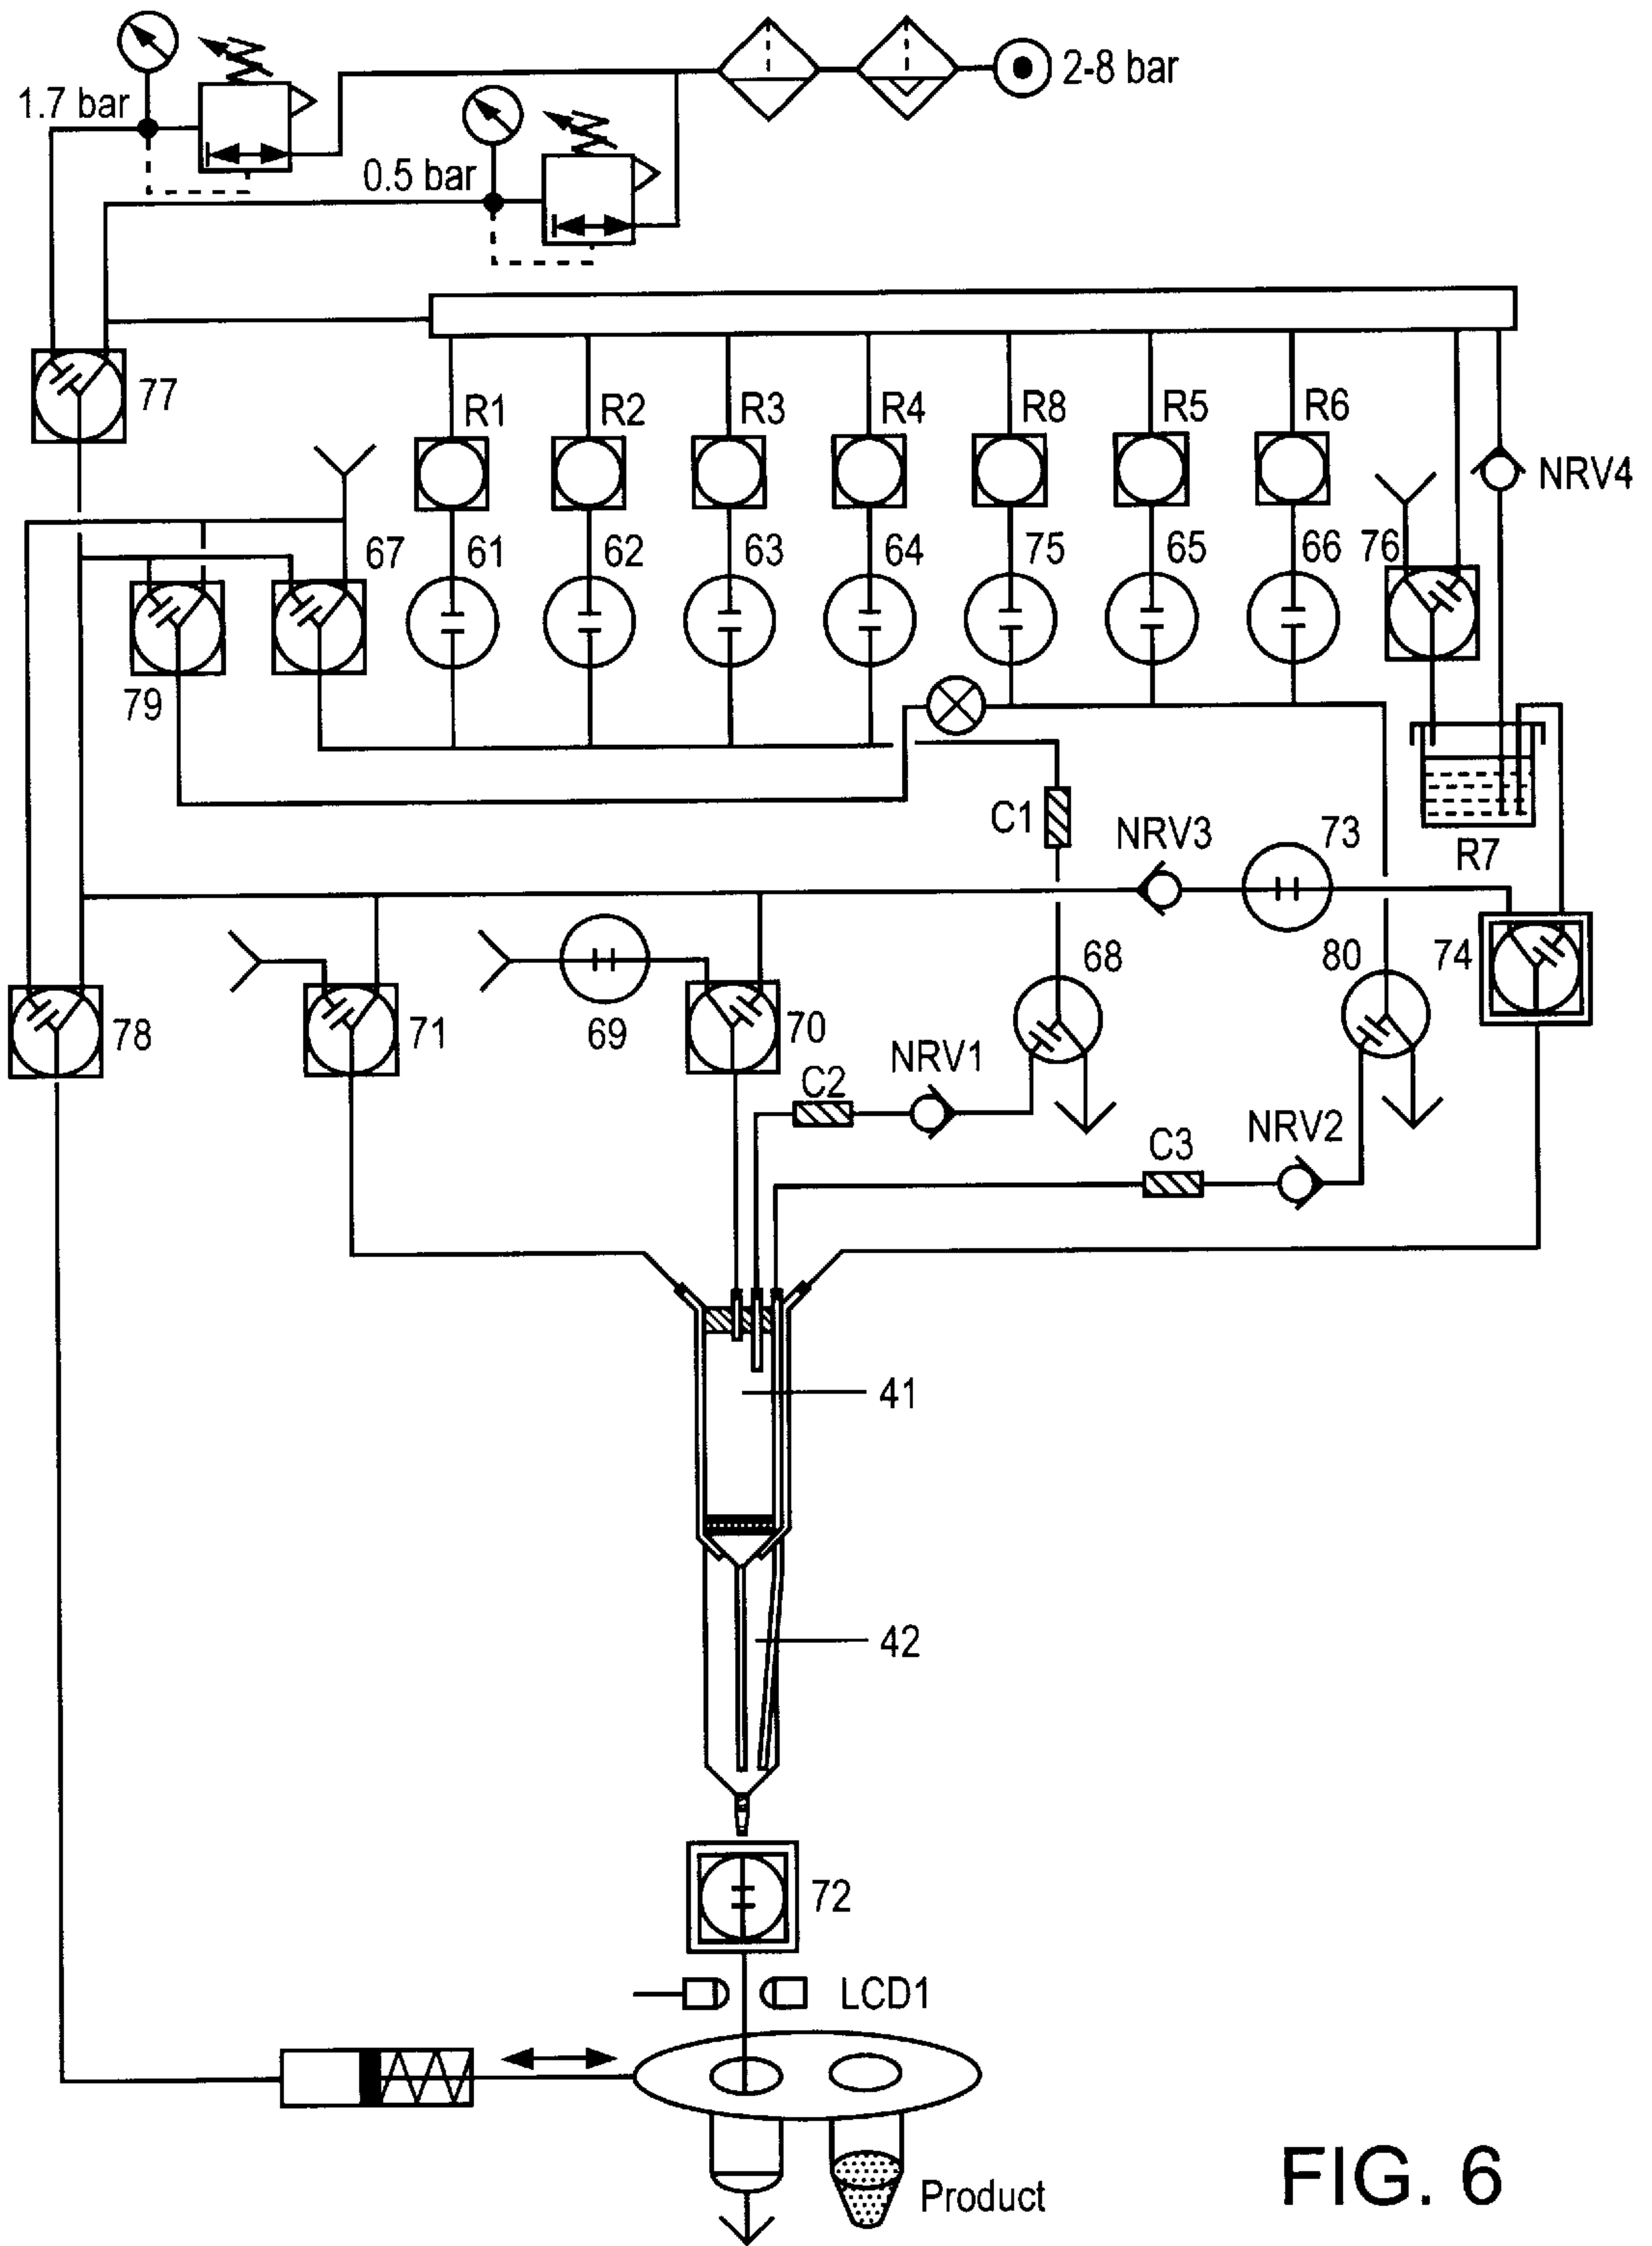 2-8 bar
1.7 bar
0.5 bar
77
R1 R2 R3 R4 R8 R5 R6
NRV4
67 61 62 63 64 75 65 66 76
79
C1
NRV3 73 R7
68 80 74
78 71 69 70
NRV1
C2
NRV2
C3
41
42
72
LCD1
Product
FIG. 6